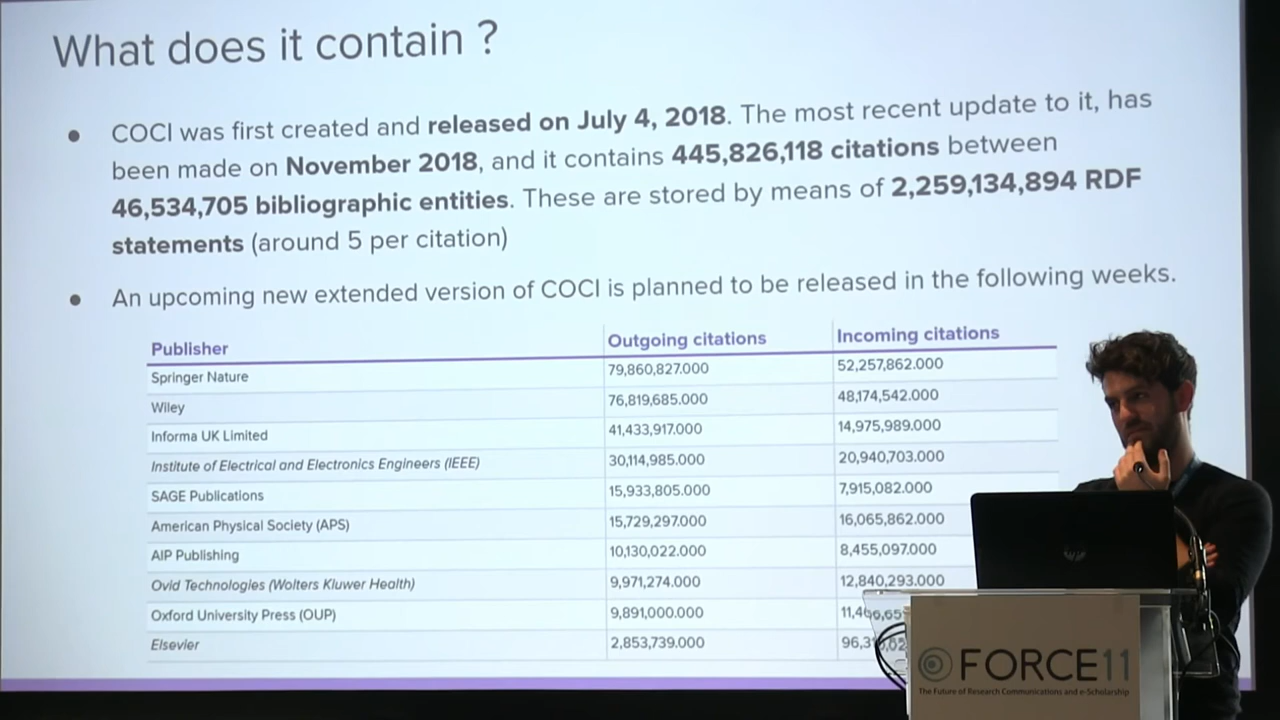 What does it contain ?
● COCI was first created and released on July 4, 2018. The most recent update to it, has
been made on November 2018, and it contains 445,826,118 citations between
46,534,705 bibliographic entities. These are stored by means of 2,259,134,894 RDF
statements (around 5 per citation)
● An upcoming new extended version of COCI is planned to be released in the following weeks.
Publisher Outgoing citations Incoming citations
Springer Nature 79,860,827.000 52,257,862.000
Wiley 76,819,685.000 48,174,542.000
Informa UK Limited 41,433,917.000 14,975,989.000
Institute of Electrical and Electronics Engineers (IEEE) 30,114,985.000 20,940,703.000
SAGE Publications 15,933,805.000 7,915,082.000
American Physical Society (APS) 15,729,297.000 16,065,862.000
AIP Publishing 10,130,022.000 8,455,097.000
Ovid Technologies (Wolters Kluwer Health) 9,971,274.000 12,840,293.000
Oxford University Press (OUP) 9,891,000.000
Elsevier 2,853,739.000
FORCE11
The Future of Research Communications and e-Scholarship